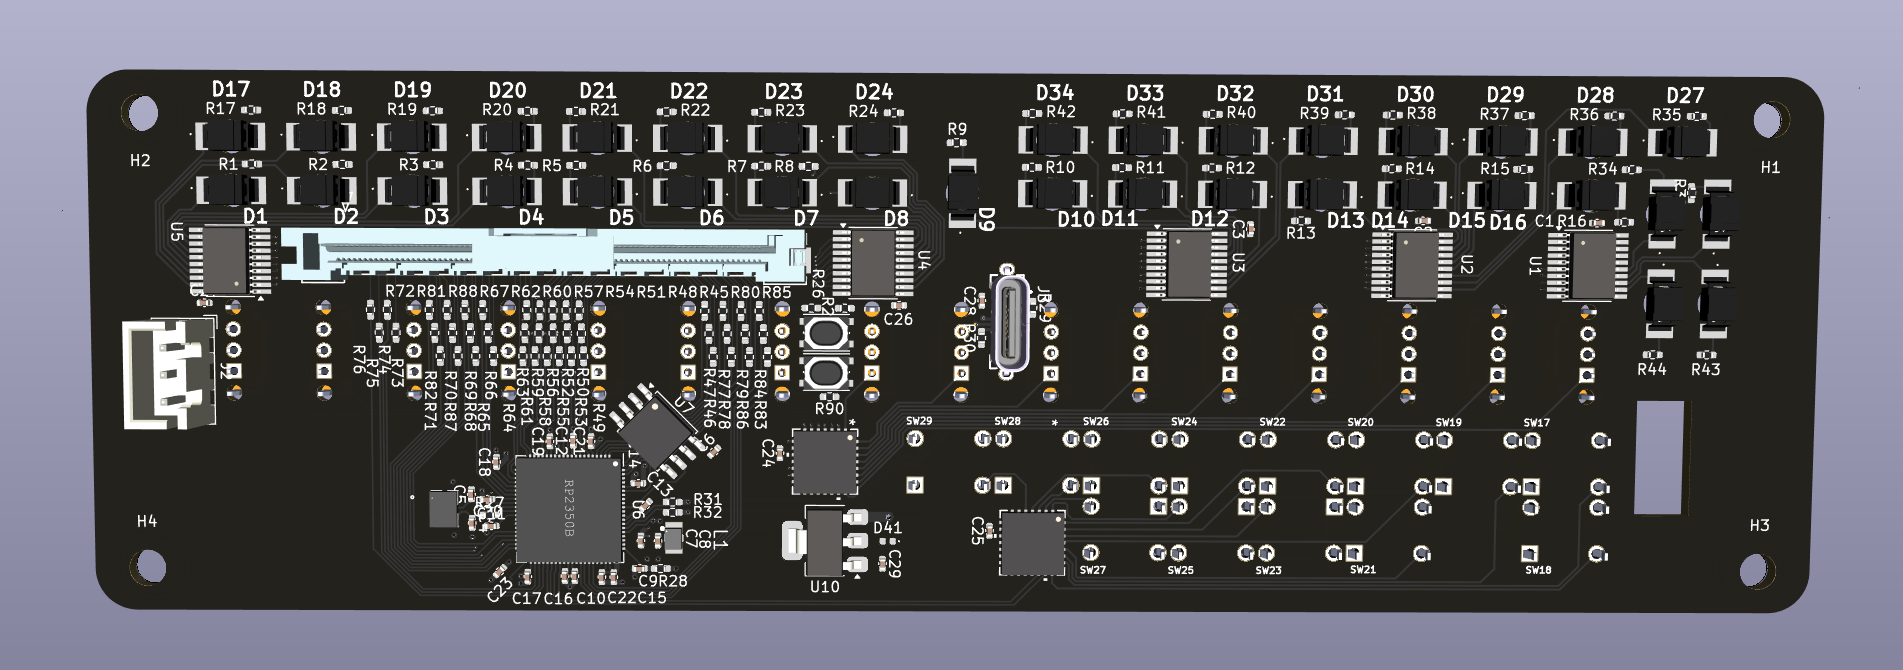 D17 D18 D19 D20 D21 D22 D23 D24 D34 D33 D32 D31 D30 D29 D28 D27
R17 R18 R19 R20 R21 R22 R23 R24 R42 R41 R40 R39 R38 R37 R36 R35
R9
H2 R1 R2 R3 R4 R5 R6 R7 R8 R10 R11 R12 R14 R15 R34 H1
D1 D2 D3 D4 D5 D6 D7 D8 D9 D10 D11 D12 D13 D14 D15 D16
R13 C3 C1 R16
U5 U4 U3 U2 U1
R72 R81 R88 R67 R62 R60 R57 R54 R51 R48 R45 R80 R85
R26 C26 C28 R30
J2
R76 R75 R74 R73 R44 R43
R82 R71 R70 R87 R69 R68 R66 R65 R64 R63 R61 R59 R58 R56 R55 R52 R53 R50 R49 R47 R46 R77 R78 R79 R86 R84 R83
R90
C19 C12 C21 U7
SW29 SW28 * SW26 SW24 SW22 SW20 SW19 SW17
*
C18 C24
C13
RP2350B
U6 R31
R32
H4 C7 C8 L1 D41 C25 H3
C29
SW27 SW25 SW23 SW21 SW18
C9 R28
C23 U10
C17 C16 C10 C22 C15